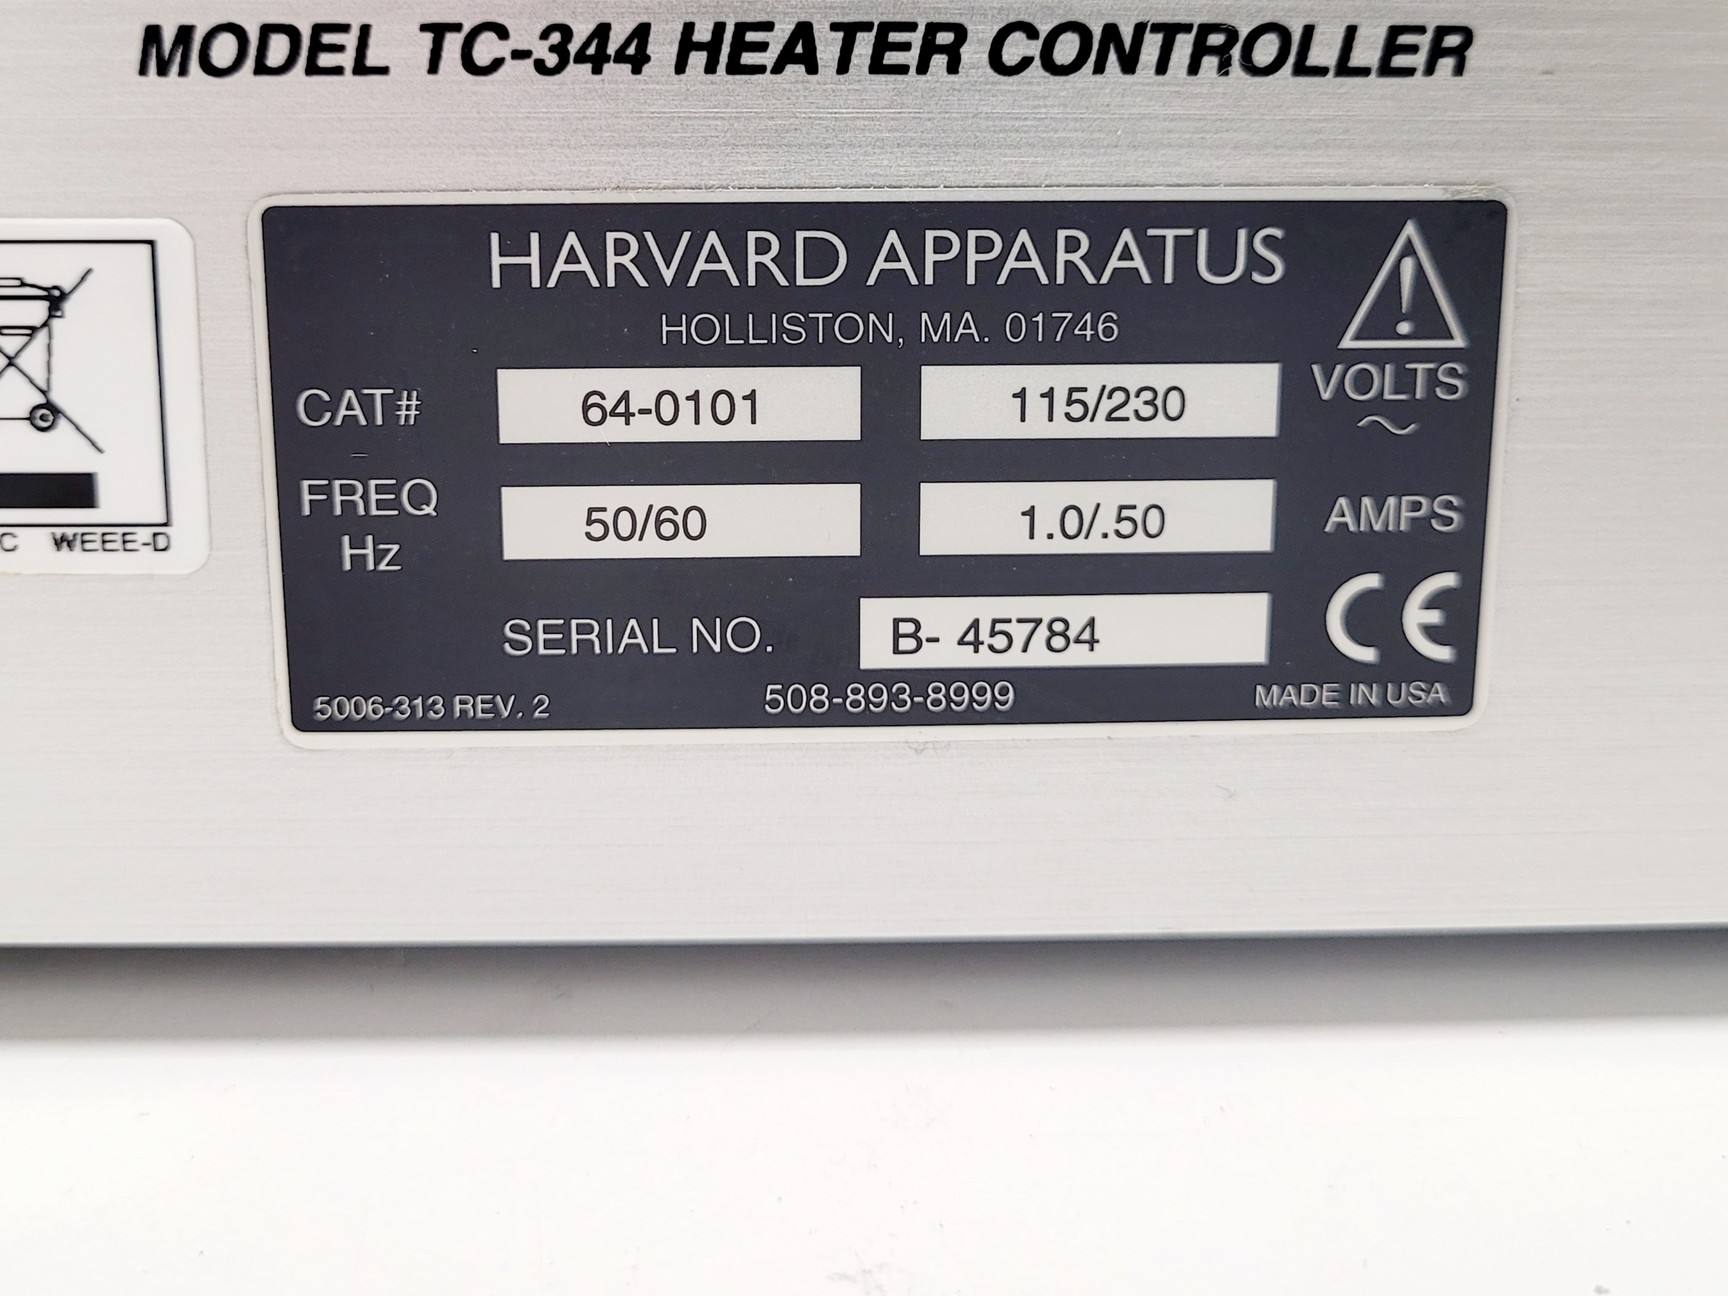 MODEL TC-344 HEATER CONTROLLER
HARVARD APPARATUS
HOLLISTON, MA. 01746
CAT# 64-0101 115/230 VOLTS
~
FREQ 50/60 1.0/.50 AMPS
Hz
SERIAL NO. B- 45784 CE
5006-313 REV. 2 508-893-8999 MADE IN USA
C WEEE-D